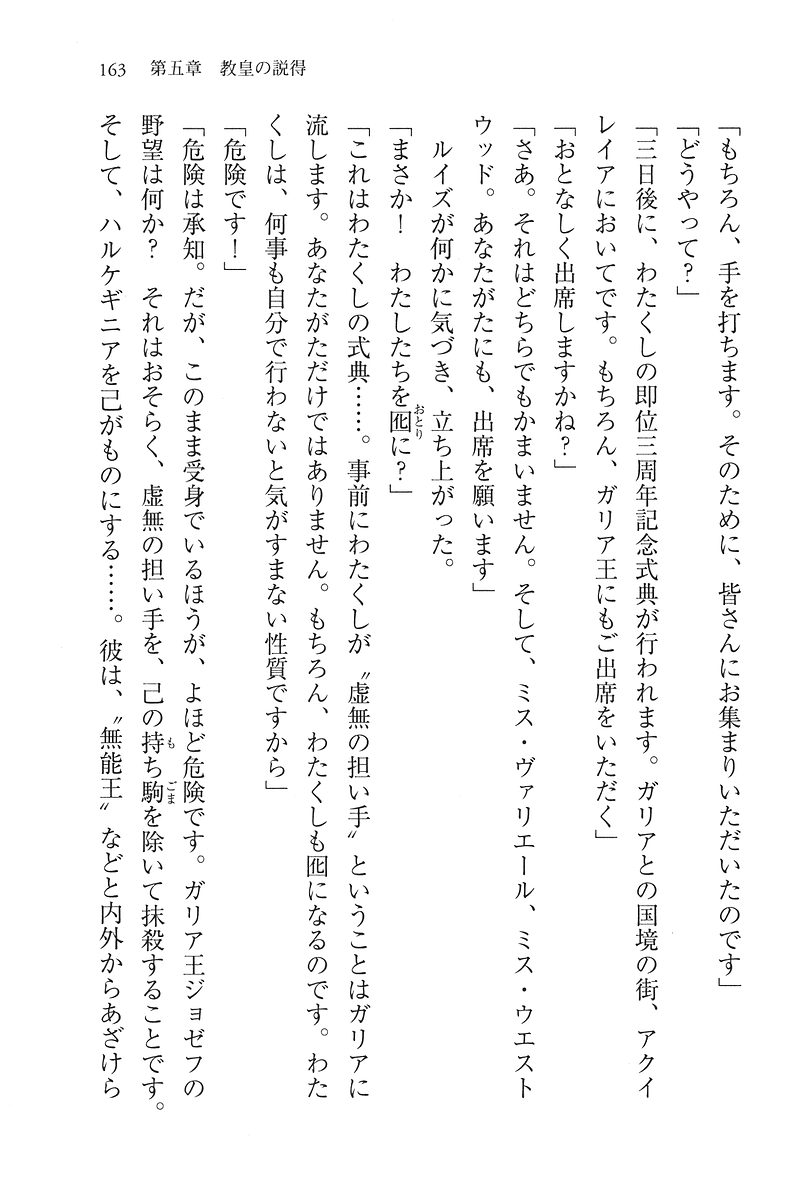 163　第五章　教皇の説得
「もちろん、手を打ちます。そのために、皆さんにお集まりいただいたのです」
「どうやって？」
「三日後に、わたくしの即位三周年記念式典が行われます。ガリアとの国境の街、アクイ
レイアにおいてです。もちろん、ガリア王にもご出席をいただく」
「おとなしく出席しますかね？」
「さあ。それはどちらでもかまいません。そして、ミス・ヴァリエール、ミス・ウエスト
ウッド。あなたがたにも、出席を願います」
　ルイズが何かに気づき、立ち上がった。
「まさか！　わたしたちを囮おとりに？」
「これはわたくしの式典……。事前にわたくしが〝虚無の担い手〟ということはガリアに
流します。あなたがただけではありません。もちろん、わたくしも囮になるのです。わた
くしは、何事も自分で行わないと気がすまない性質ですから」
「危険です！」
「危険は承知。だが、このまま受身でいるほうが、よほど危険です。ガリア王ジョゼフの
野望は何か？　それはおそらく、虚無の担い手を、己の持もち駒ごまを除いて抹殺することです。
そして、ハルケギニアを己がものにする……。彼は、〝無能王〟などと内外からあざけら